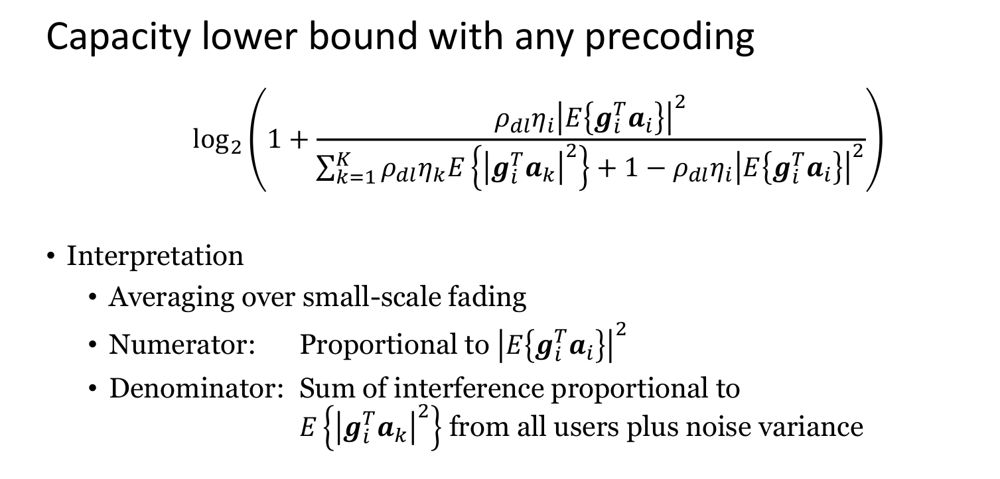 Capacity lower bound with any precoding
$\log_2\left(1 + \frac{\rho_{dl}\eta_i\left|E\{\boldsymbol{g}_i^T\boldsymbol{a}_i\}\right|^2}{\sum_{k=1}^{K}\rho_{dl}\eta_k E\left\{\left|\boldsymbol{g}_i^T\boldsymbol{a}_k\right|^2\right\} + 1 - \rho_{dl}\eta_i\left|E\{\boldsymbol{g}_i^T\boldsymbol{a}_i\}\right|^2}\right)$
• Interpretation
• Averaging over small-scale fading
• Numerator: Proportional to $\left|E\{\boldsymbol{g}_i^T\boldsymbol{a}_i\}\right|^2$
• Denominator: Sum of interference proportional to
$E\left\{\left|\boldsymbol{g}_i^T\boldsymbol{a}_k\right|^2\right\}$ from all users plus noise variance